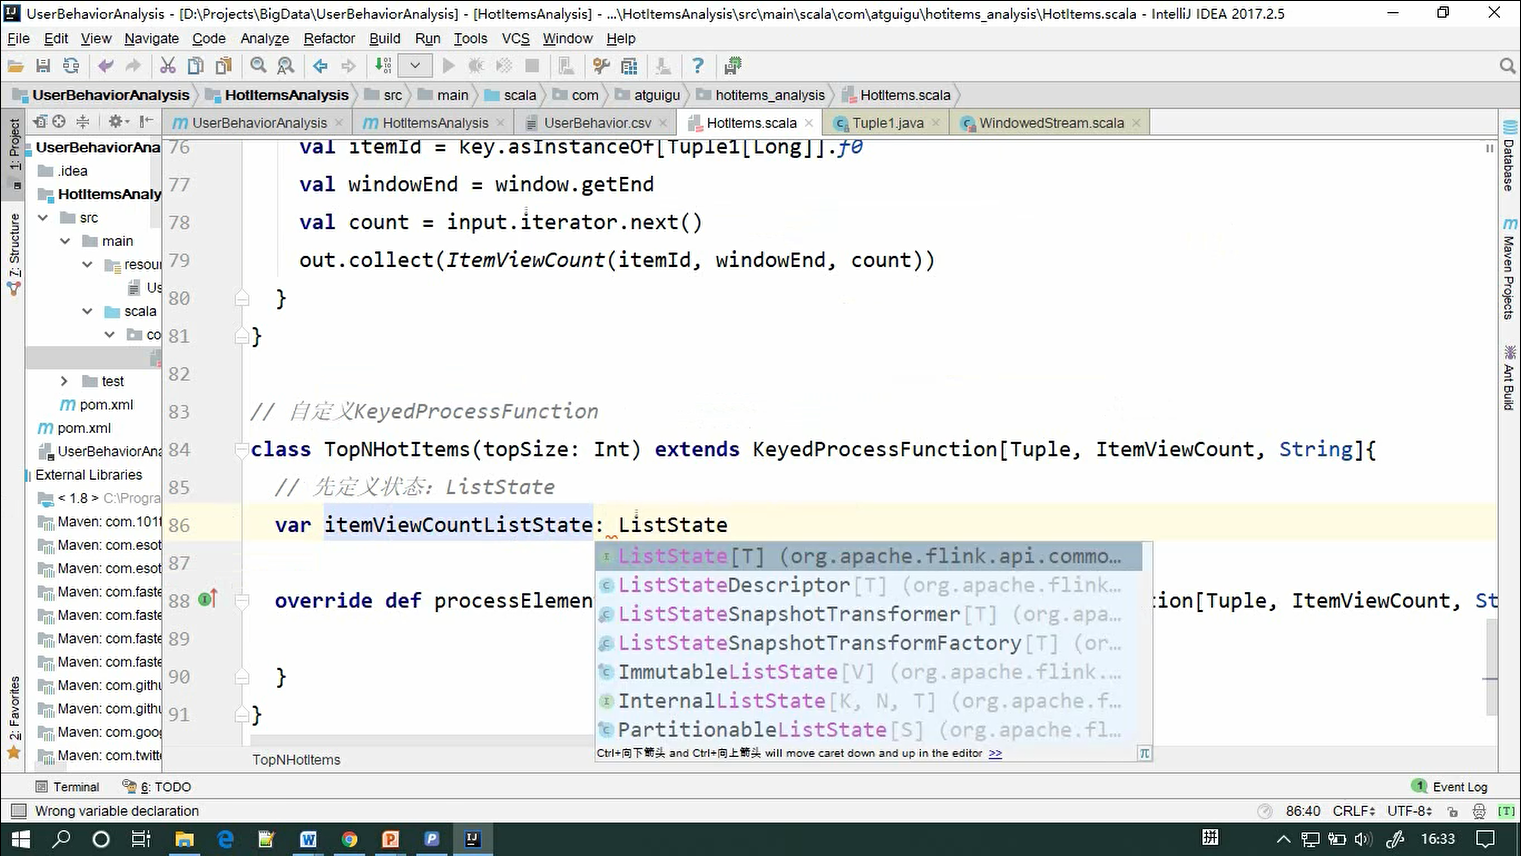 UserBehaviorAnalysis - [D:\Projects\BigData\UserBehaviorAnalysis] - [HotItemsAnalysis] - ...\HotItemsAnalysis\src\main\scala\com\atguigu\hotitems_analysis\HotItems.scala - IntelliJ IDEA 2017.2.5
File Edit View Navigate Code Analyze Refactor Build Run Tools VCS Window Help
UserBehaviorAnalysis HotItemsAnalysis src main scala com atguigu hotitems_analysis HotItems.scala
UserBehaviorAnalysis HotItemsAnalysis UserBehavior.csv HotItems.scala Tuple1.java WindowedStream.scala
1: Project
Z: Structure
2: Favorites
UserBehaviorAna
.idea
HotItemsAnaly
src
main
resour
Us
scala
co
test
pom.xml
pom.xml
UserBehaviorAna
External Libraries
< 1.8 > C:\Progra
Maven: com.101t
Maven: com.esot
Maven: com.esot
Maven: com.faste
Maven: com.faste
Maven: com.faste
Maven: com.faste
Maven: com.githu
Maven: com.githu
Maven: com.goog
Maven: com.twitte
76 val itemId = key.asInstanceOf[Tuple1[Long]].f0
77 val windowEnd = window.getEnd
78 val count = input.iterator.next()
79 out.collect(ItemViewCount(itemId, windowEnd, count))
80 }
81 }
82
83 // 自定义KeyedProcessFunction
84 class TopNHotItems(topSize: Int) extends KeyedProcessFunction[Tuple, ItemViewCount, String]{
85 // 先定义状态：ListState
86 var itemViewCountListState: ListState
87
88 override def processElemen ion[Tuple, ItemViewCount, St
89
90 }
91 }
ListState[T] (org.apache.flink.api.commo…
ListStateDescriptor[T] (org.apache.flink…
ListStateSnapshotTransformer[T] (org.apa…
ListStateSnapshotTransformFactory[T] (or…
ImmutableListState[V] (org.apache.flink.…
InternalListState[K, N, T] (org.apache.f…
PartitionableListState[S] (org.apache.fl…
Ctrl+向下箭头 and Ctrl+向上箭头 will move caret down and up in the editor >>
π
TopNHotItems
Database
Maven Projects
Ant Build
Terminal 6: TODO 1 Event Log
Wrong variable declaration 86:40 CRLF UTF-8 [T]
拼 16:33